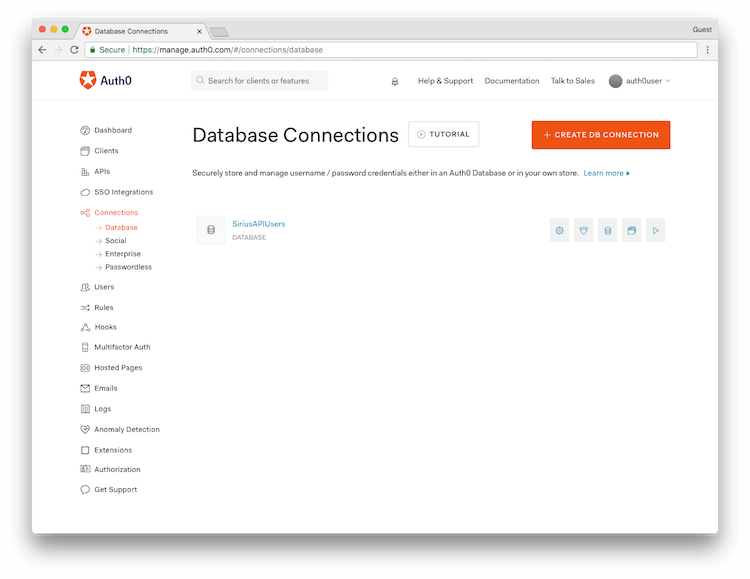 Database Connections
Guest
Secure https://manage.auth0.com/#/connections/database
Auth0
Search for clients or features
Help & Support Documentation Talk to Sales auth0user
Dashboard
Clients
APIs
SSO Integrations
Connections
Database
Social
Enterprise
Passwordless
Users
Rules
Hooks
Multifactor Auth
Hosted Pages
Emails
Logs
Anomaly Detection
Extensions
Authorization
Get Support
Database Connections
TUTORIAL
+ CREATE DB CONNECTION
Securely store and manage username / password credentials either in an Auth0 Database or in your own store. Learn more
SiriusAPIUsers
DATABASE